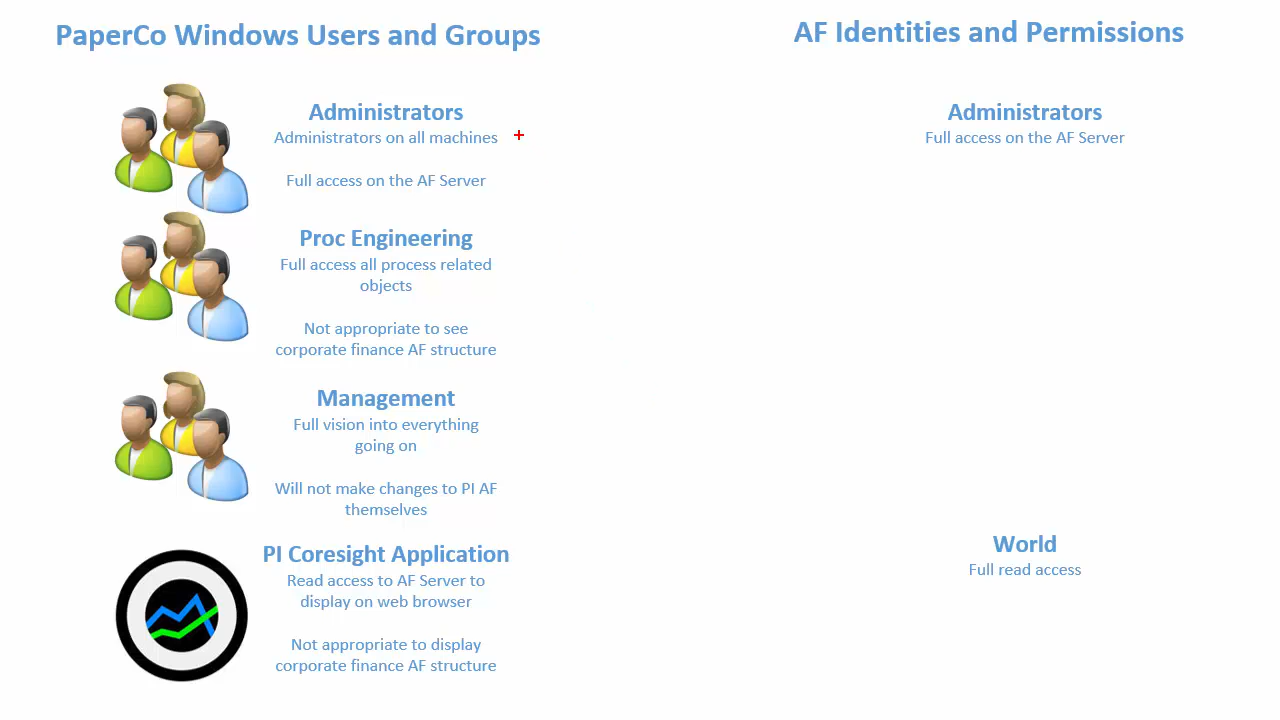 PaperCo Windows Users and Groups
Administrators
Administrators on all machines
Full access on the AF Server
Proc Engineering
Full access all process related
objects
Not appropriate to see
corporate finance AF structure
Management
Full vision into everything
going on
Will not make changes to PI AF
themselves
PI Coresight Application
Read access to AF Server to
display on web browser
Not appropriate to display
corporate finance AF structure
AF Identities and Permissions
Administrators
Full access on the AF Server
World
Full read access